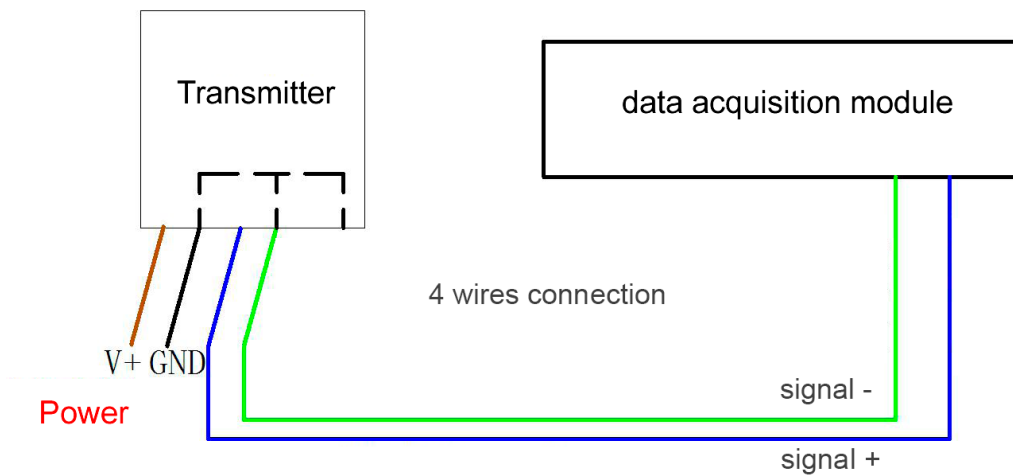 Transmitter
data acquisition module
4 wires connection
V+ GND
Power
signal -
signal +